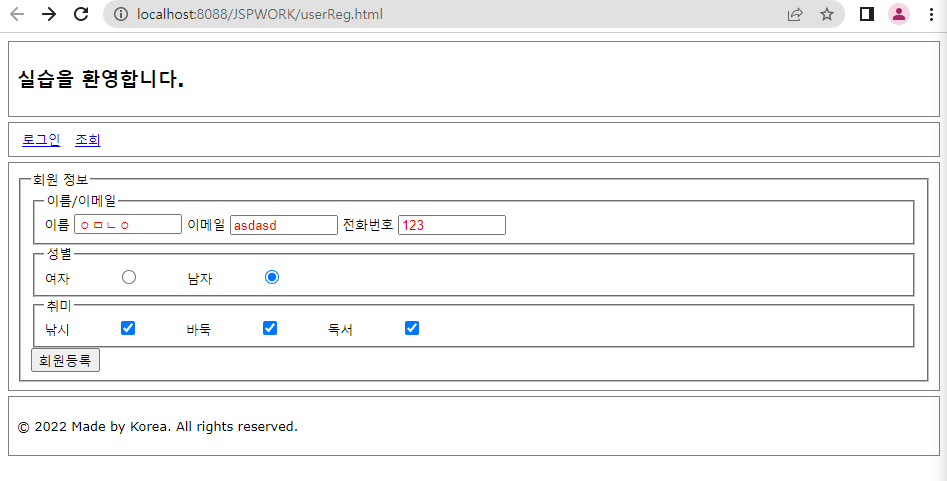 localhost:8088/JSPWORK/userReg.html
실습을 환영합니다.
로그인 조회
회원 정보
이름/이메일
이름 ㅇㅁㄴㅇ 이메일 asdasd 전화번호 123
성별
여자 남자
취미
낚시 바둑 독서
회원등록
© 2022 Made by Korea. All rights reserved.